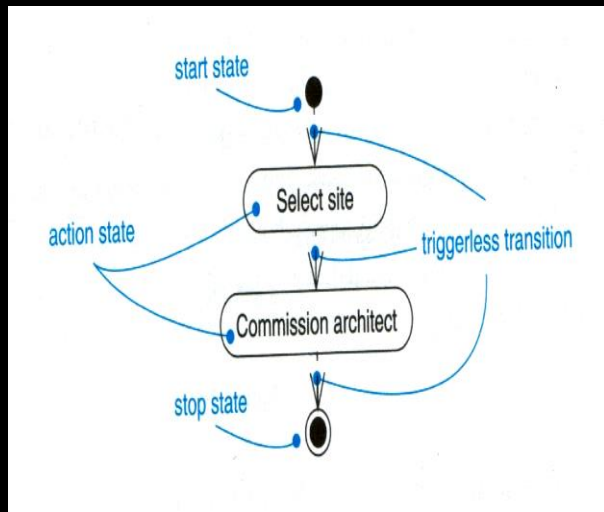 start state
Select site
action state
triggerless transition
Commission architect
stop state